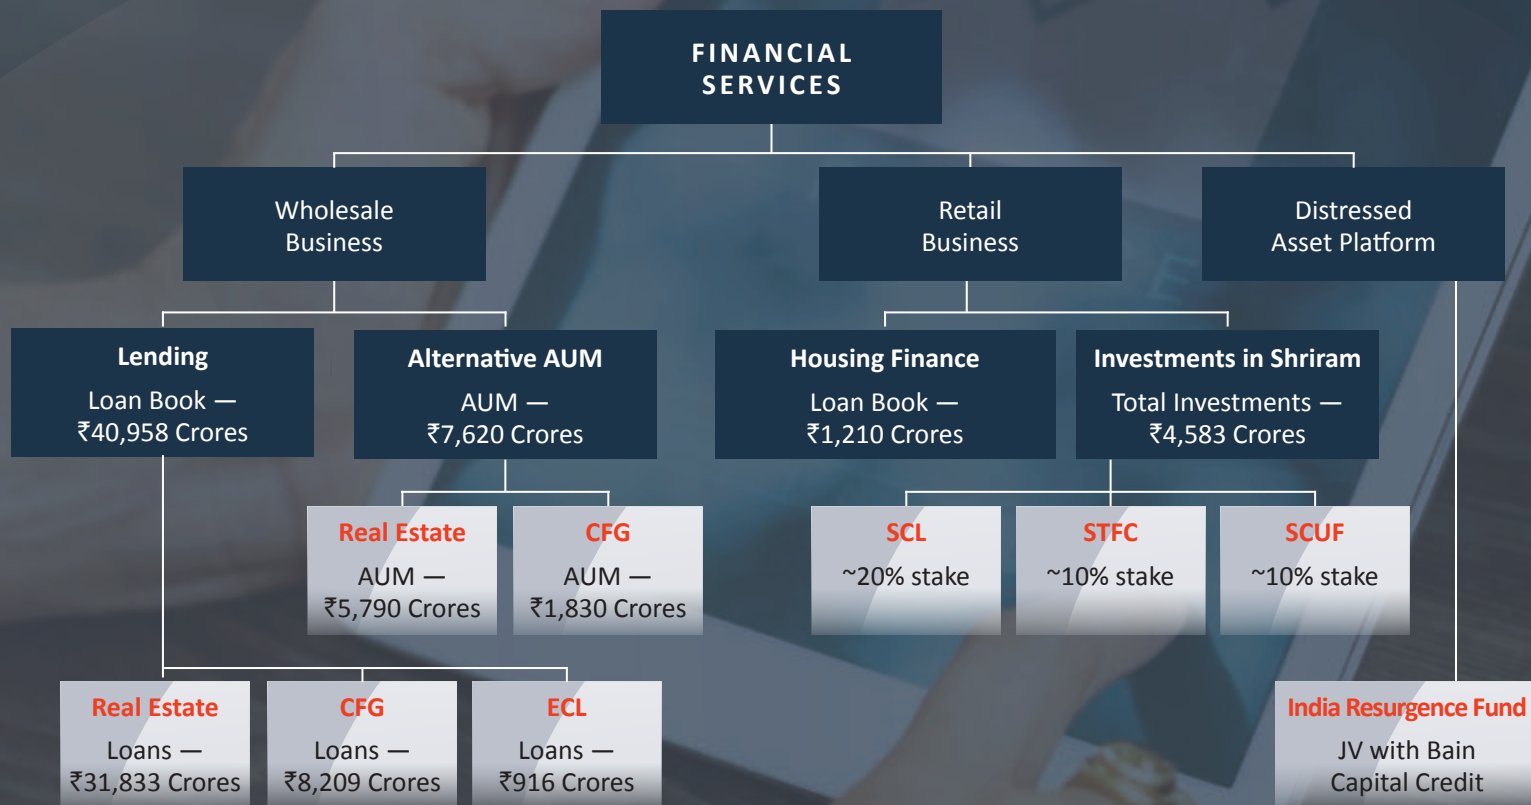 FINANCIAL
SERVICES
Wholesale
Business
Retail
Business
Distressed
Asset Platform
Lending
Loan Book —
₹40,958 Crores
Alternative AUM
AUM —
₹7,620 Crores
Housing Finance
Loan Book —
₹1,210 Crores
Investments in Shriram
Total Investments —
₹4,583 Crores
Real Estate
AUM —
₹5,790 Crores
CFG
AUM —
₹1,830 Crores
SCL
~20% stake
STFC
~10% stake
SCUF
~10% stake
Real Estate
Loans —
₹31,833 Crores
CFG
Loans —
₹8,209 Crores
ECL
Loans —
₹916 Crores
India Resurgence Fund
JV with Bain
Capital Credit